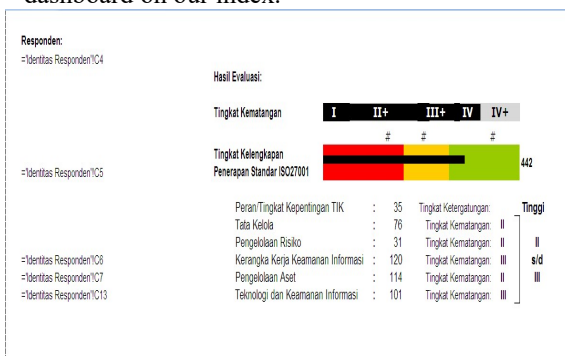 dashboard on our index.
Responden:
='Identitas Responden'!C4
Hasil Evaluasi:
Tingkat Kematangan I II+ III+ IV IV+
# # #
Tingkat Kelengkapan
Penerapan Standar ISO27001 442
='Identitas Responden'!C5
Peran/Tingkat Kepentingan TIK : 35 Tingkat Ketergatungan: Tinggi
Tata Kelola : 76 Tingkat Kematangan: II
Pengelolaan Risiko : 31 Tingkat Kematangan: II II
='Identitas Responden'!C6 Kerangka Kerja Keamanan Informasi : 120 Tingkat Kematangan: III s/d
='Identitas Responden'!C7 Pengelolaan Aset : 114 Tingkat Kematangan: II III
='Identitas Responden'!C13 Teknologi dan Keamanan Informasi : 101 Tingkat Kematangan: III